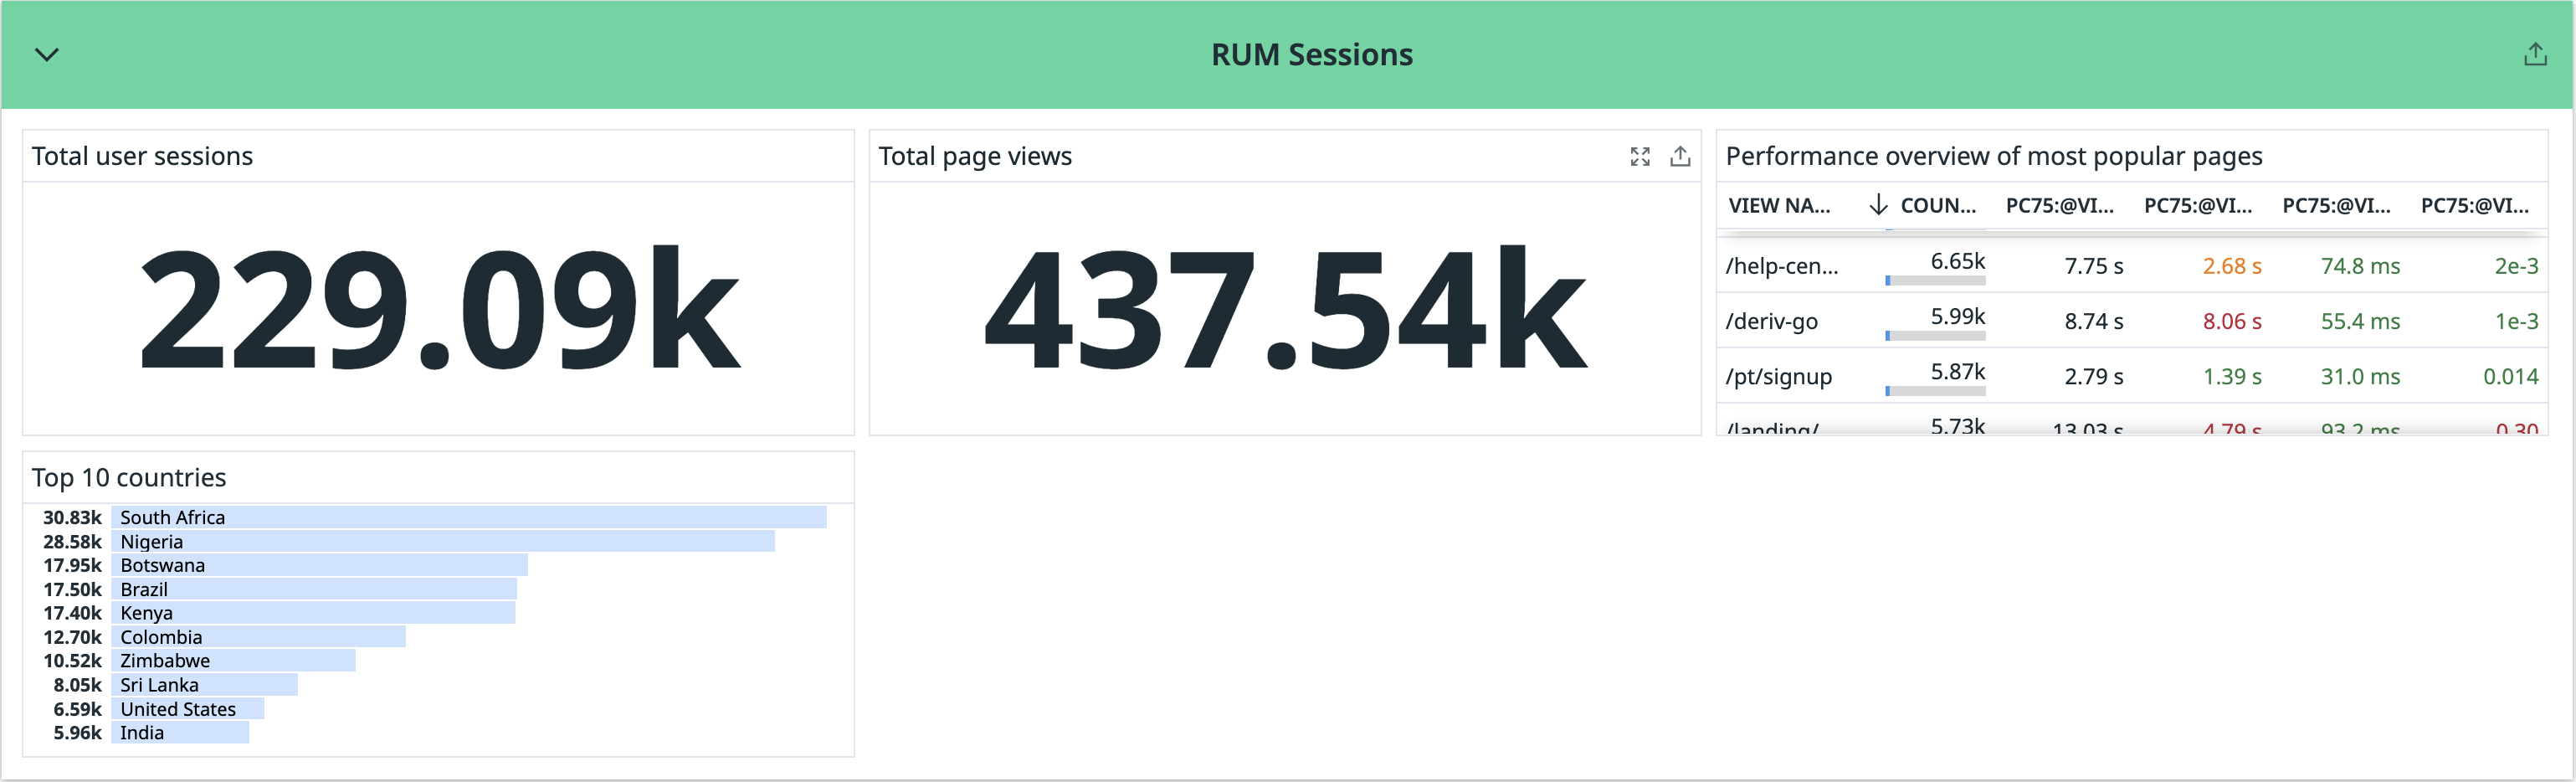 RUM Sessions
Total user sessions
229.09k
Total page views
437.54k
Performance overview of most popular pages
VIEW NA... COUN... PC75:@VI... PC75:@VI... PC75:@VI... PC75:@VI...
/help-cen... 6.65k 7.75 s 2.68 s 74.8 ms 2e-3
/deriv-go 5.99k 8.74 s 8.06 s 55.4 ms 1e-3
/pt/signup 5.87k 2.79 s 1.39 s 31.0 ms 0.014
/landing/ 5.73k 13.03 s 4.79 s 93.2 ms 0.30
Top 10 countries
30.83k South Africa
28.58k Nigeria
17.95k Botswana
17.50k Brazil
17.40k Kenya
12.70k Colombia
10.52k Zimbabwe
8.05k Sri Lanka
6.59k United States
5.96k India